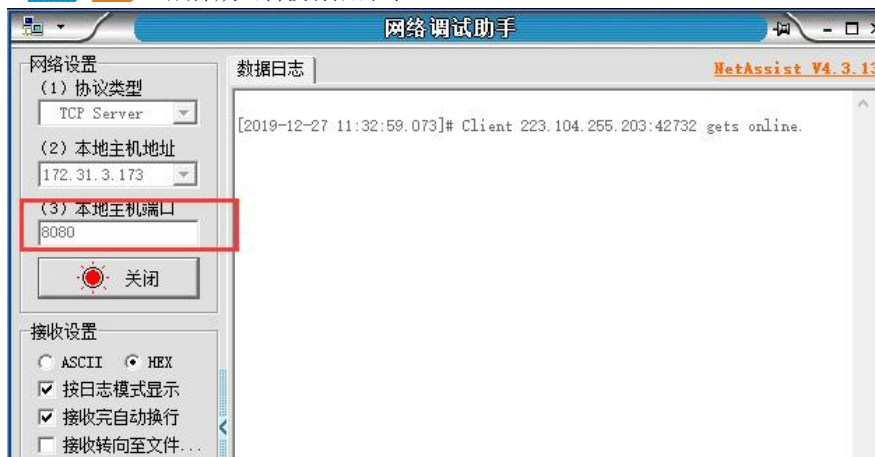 网络调试助手
网络设置
(1) 协议类型
TCP Server
(2) 本地主机地址
172.31.3.173
(3) 本地主机端口
8080
关闭
接收设置
ASCII HEX
按日志模式显示
接收完自动换行
接收转向至文件...
数据日志
NetAssist V4.3.13
[2019-12-27 11:32:59.073]# Client 223.104.255.203:42732 gets online.